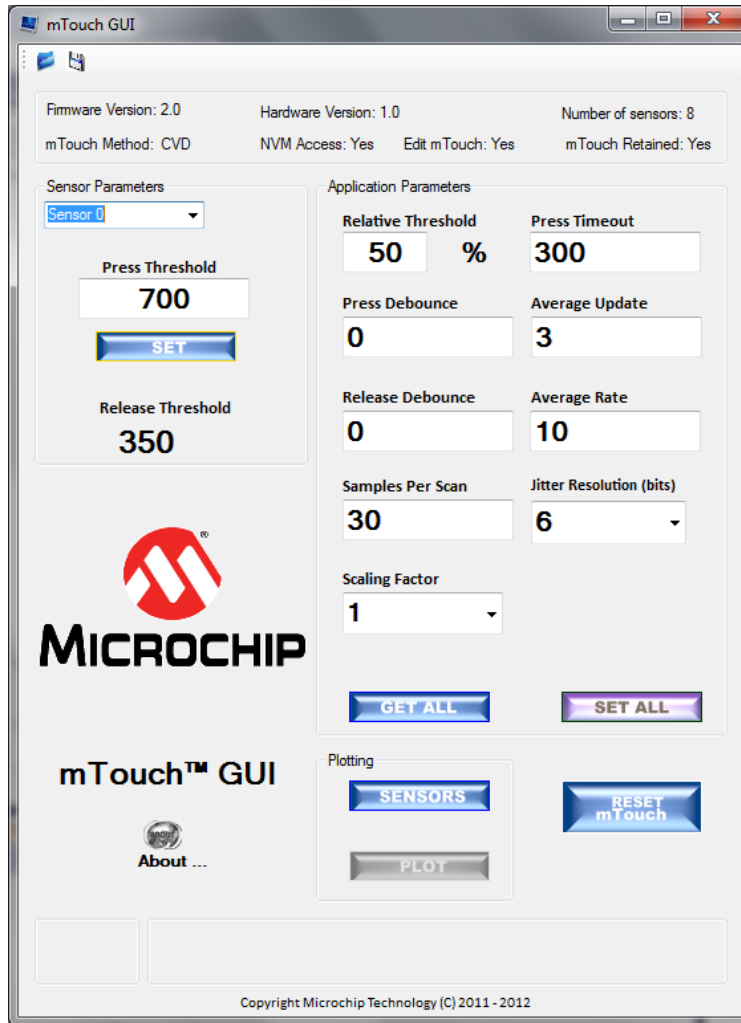 mTouch GUI
Firmware Version: 2.0
Hardware Version: 1.0
Number of sensors: 8
mTouch Method: CVD
NVM Access: Yes
Edit mTouch: Yes
mTouch Retained: Yes
Sensor Parameters
Sensor 0
Press Threshold
700
SET
Release Threshold
350
Application Parameters
Relative Threshold
50 %
Press Timeout
300
Press Debounce
0
Average Update
3
Release Debounce
0
Average Rate
10
Samples Per Scan
30
Jitter Resolution (bits)
6
Scaling Factor
1
GET ALL
SET ALL
MICROCHIP
®
mTouch™ GUI
About ...
Plotting
SENSORS
PLOT
RESET
mTouch
Copyright Microchip Technology (C) 2011 - 2012